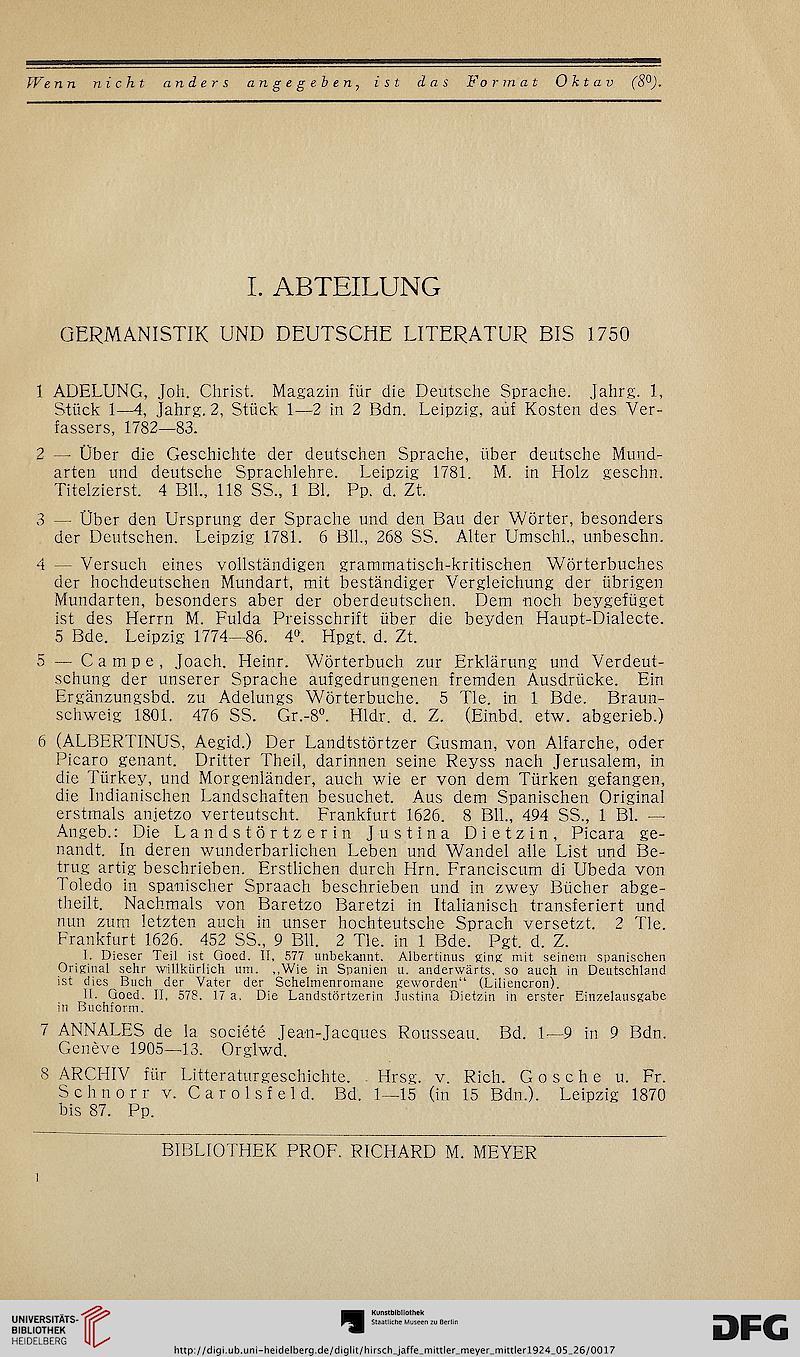 Wenn nicht anders angegeben, ist das Format Oktav (8⁰).
I. ABTEILUNG
GERMANISTIK UND DEUTSCHE LITERATUR BIS 1750
1 ADELUNG, Joh. Christ. Magazin für die Deutsche Sprache. Jahrg. 1,
Stück 1—4, Jahrg. 2, Stück 1—2 in 2 Bdn. Leipzig, auf Kosten des Ver-
fassers, 1782—83.
2 — Über die Geschichte der deutschen Sprache, über deutsche Mund-
arten und deutsche Sprachlehre. Leipzig 1781. M. in Holz geschn.
Titelzierst. 4 Bll., 118 SS., 1 Bl. Pp. d. Zt.
3 — Über den Ursprung der Sprache und den Bau der Wörter, besonders
der Deutschen. Leipzig 1781. 6 Bll., 268 SS. Alter Umschl., unbeschn.
4 — Versuch eines vollständigen grammatisch-kritischen Wörterbuches
der hochdeutschen Mundart, mit beständiger Vergleichung der übrigen
Mundarten, besonders aber der oberdeutschen. Dem noch beygefüget
ist des Herrn M. Fulda Preisschrift über die beyden Haupt-Dialecte.
5 Bde. Leipzig 1774—86. 4⁰. Hpgt. d. Zt.
5 — Campe, Joach. Heinr. Wörterbuch zur Erklärung und Verdeut-
schung der unserer Sprache aufgedrungenen fremden Ausdrücke. Ein
Ergänzungsbd. zu Adelungs Wörterbuche. 5 Tle. in 1 Bde. Braun-
schweig 1801. 476 SS. Gr.-8⁰. Hldr. d. Z. (Einbd. etw. abgerieb.)
6 (ALBERTINUS, Aegid.) Der Landtstörtzer Gusman, von Alfarche, oder
Picaro genant. Dritter Theil, darinnen seine Reyss nach Jerusalem, in
die Türkey, und Morgenländer, auch wie er von dem Türken gefangen,
die Indianischen Landschaften besuchet. Aus dem Spanischen Original
erstmals anjetzo verteutscht. Frankfurt 1626. 8 Bll., 494 SS., 1 Bl. —
Angeb.: Die Landstörtzerin Justina Dietzin, Picara ge-
nandt. In deren wunderbarlichen Leben und Wandel alle List und Be-
trug artig beschrieben. Erstlichen durch Hrn. Franciscum di Ubeda von
Toledo in spanischer Spraach beschrieben und in zwey Bücher abge-
theilt. Nachmals von Baretzo Baretzi in Italianisch transferiert und
nun zum letzten auch in unser hochteutsche Sprach versetzt. 2 Tle.
Frankfurt 1626. 452 SS., 9 Bll. 2 Tle. in 1 Bde. Pgt. d. Z.
I. Dieser Teil ist Goed. II, 577 unbekannt. Albertinus ging mit seinem spanischen
Original sehr willkürlich um. „Wie in Spanien u. anderwärts, so auch in Deutschland
ist dies Buch der Vater der Schelmenromane geworden“ (Liliencron).
II. Goed. II, 578. 17 a. Die Landstörtzerin Justina Dietzin in erster Einzelausgabe
in Buchform.
7 ANNALES de la société Jean-Jacques Rousseau. Bd. 1—9 in 9 Bdn.
Genève 1905—13. Orglwd.
8 ARCHIV für Litteraturgeschichte. Hrsg. v. Rich. Gosche u. Fr.
Schnorr v. Carolsfeld. Bd. 1—15 (in 15 Bdn.). Leipzig 1870
bis 87. Pp.
BIBLIOTHEK PROF. RICHARD M. MEYER
1
UNIVERSITÄTS-
BIBLIOTHEK
HEIDELBERG
Kunstbibliothek
Staatliche Museen zu Berlin
DFG
http://digi.ub.uni-heidelberg.de/diglit/hirsch_jaffe_mittler_meyer_mittler1924_05_26/0017